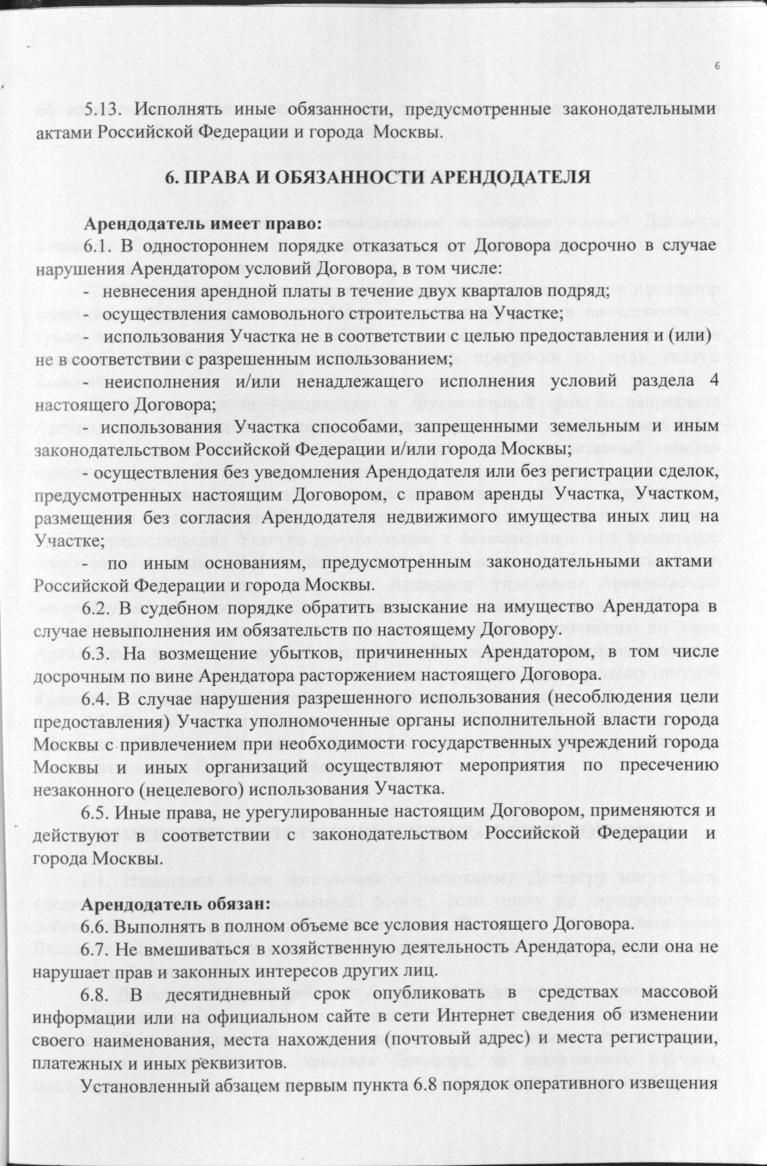 6
5.13. Исполнять иные обязанности, предусмотренные законодательными
актами Российской Федерации и города Москвы.
6. ПРАВА И ОБЯЗАННОСТИ АРЕНДОДАТЕЛЯ
Арендодатель имеет право:
6.1. В одностороннем порядке отказаться от Договора досрочно в случае
нарушения Арендатором условий Договора, в том числе:
- невнесения арендной платы в течение двух кварталов подряд;
- осуществления самовольного строительства на Участке;
- использования Участка не в соответствии с целью предоставления и (или)
не в соответствии с разрешенным использованием;
- неисполнения и/или ненадлежащего исполнения условий раздела 4
настоящего Договора;
- использования Участка способами, запрещенными земельным и иным
законодательством Российской Федерации и/или города Москвы;
- осуществления без уведомления Арендодателя или без регистрации сделок,
предусмотренных настоящим Договором, с правом аренды Участка, Участком,
размещения без согласия Арендодателя недвижимого имущества иных лиц на
Участке;
- по иным основаниям, предусмотренным законодательными актами
Российской Федерации и города Москвы.
6.2. В судебном порядке обратить взыскание на имущество Арендатора в
случае невыполнения им обязательств по настоящему Договору.
6.3. На возмещение убытков, причиненных Арендатором, в том числе
досрочным по вине Арендатора расторжением настоящего Договора.
6.4. В случае нарушения разрешенного использования (несоблюдения цели
предоставления) Участка уполномоченные органы исполнительной власти города
Москвы с привлечением при необходимости государственных учреждений города
Москвы и иных организаций осуществляют мероприятия по пресечению
незаконного (нецелевого) использования Участка.
6.5. Иные права, не урегулированные настоящим Договором, применяются и
действуют в соответствии с законодательством Российской Федерации и
города Москвы.
Арендодатель обязан:
6.6. Выполнять в полном объеме все условия настоящего Договора.
6.7. Не вмешиваться в хозяйственную деятельность Арендатора, если она не
нарушает прав и законных интересов других лиц.
6.8. В десятидневный срок опубликовать в средствах массовой
информации или на официальном сайте в сети Интернет сведения об изменении
своего наименования, места нахождения (почтовый адрес) и места регистрации,
платежных и иных реквизитов.
Установленный абзацем первым пункта 6.8 порядок оперативного извещения